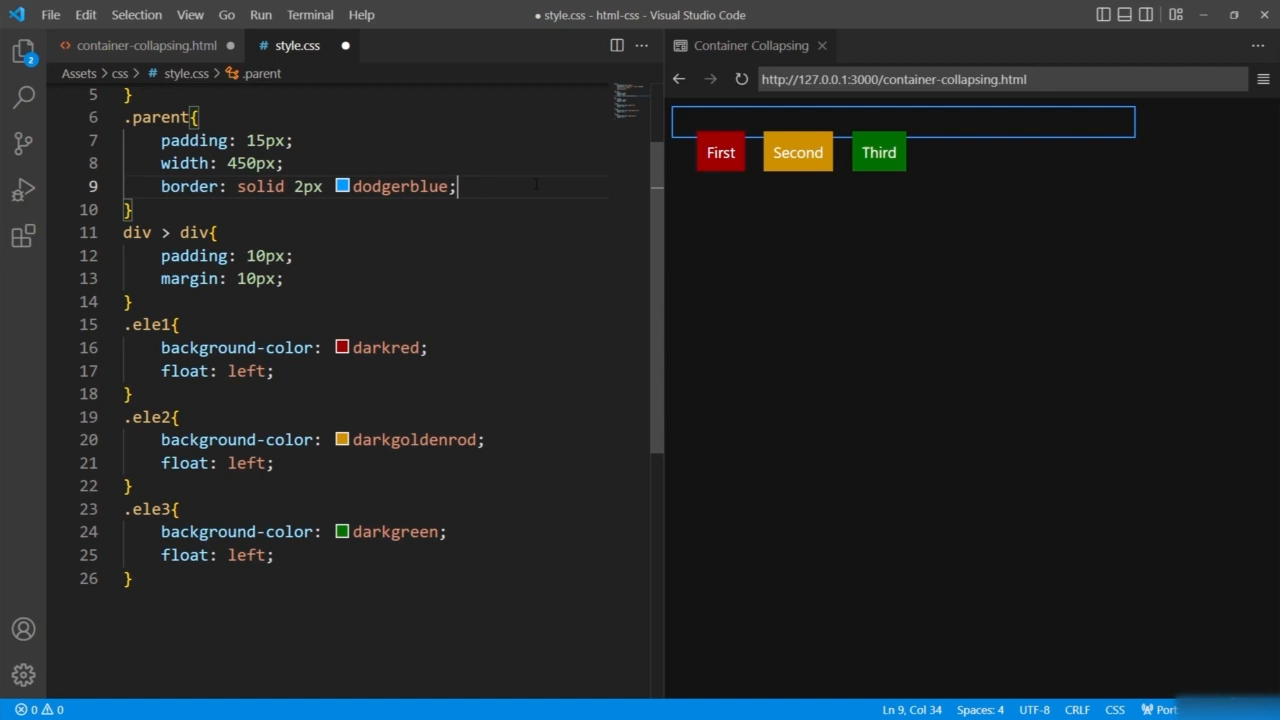 File Edit Selection View Go Run Terminal Help ● style.css - html-css - Visual Studio Code
container-collapsing.html # style.css
Assets > css > # style.css > .parent
2
5 }
6 .parent{
7 padding: 15px;
8 width: 450px;
9 border: solid 2px dodgerblue;
10 }
11 div > div{
12 padding: 10px;
13 margin: 10px;
14 }
15 .ele1{
16 background-color: darkred;
17 float: left;
18 }
19 .ele2{
20 background-color: darkgoldenrod;
21 float: left;
22 }
23 .ele3{
24 background-color: darkgreen;
25 float: left;
26 }
Container Collapsing
http://127.0.0.1:3000/container-collapsing.html
First Second Third
0 0 Ln 9, Col 34 Spaces: 4 UTF-8 CRLF CSS